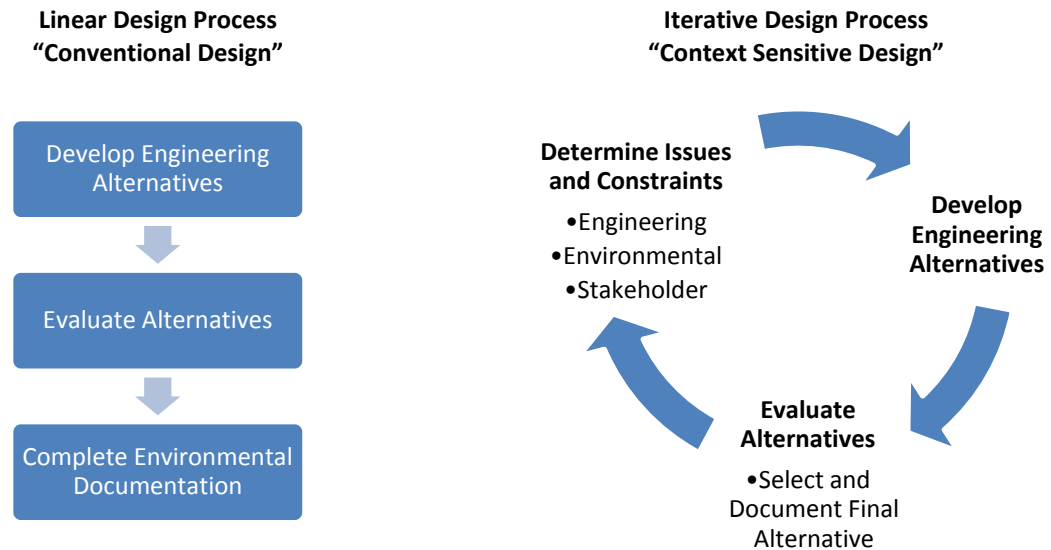 Linear Design Process
“Conventional Design”
Develop Engineering
Alternatives
Evaluate Alternatives
Complete Environmental
Documentation
Iterative Design Process
“Context Sensitive Design”
Determine Issues
and Constraints
•Engineering
•Environmental
•Stakeholder
Develop
Engineering
Alternatives
Evaluate
Alternatives
•Select and
Document Final
Alternative